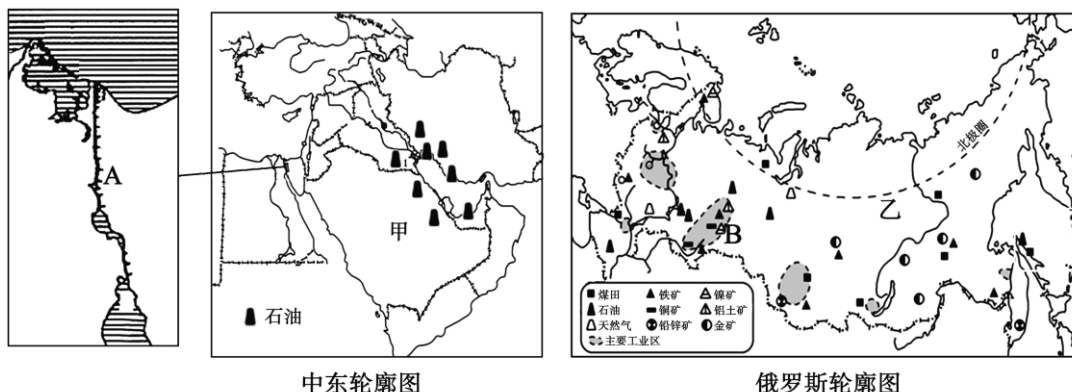 A
甲
石油
中东轮廓图
北极圈
乙
B
煤田 铁矿 镍矿
石油 铜矿 铝土矿
天然气 铅锌矿 金矿
主要工业区
俄罗斯轮廓图